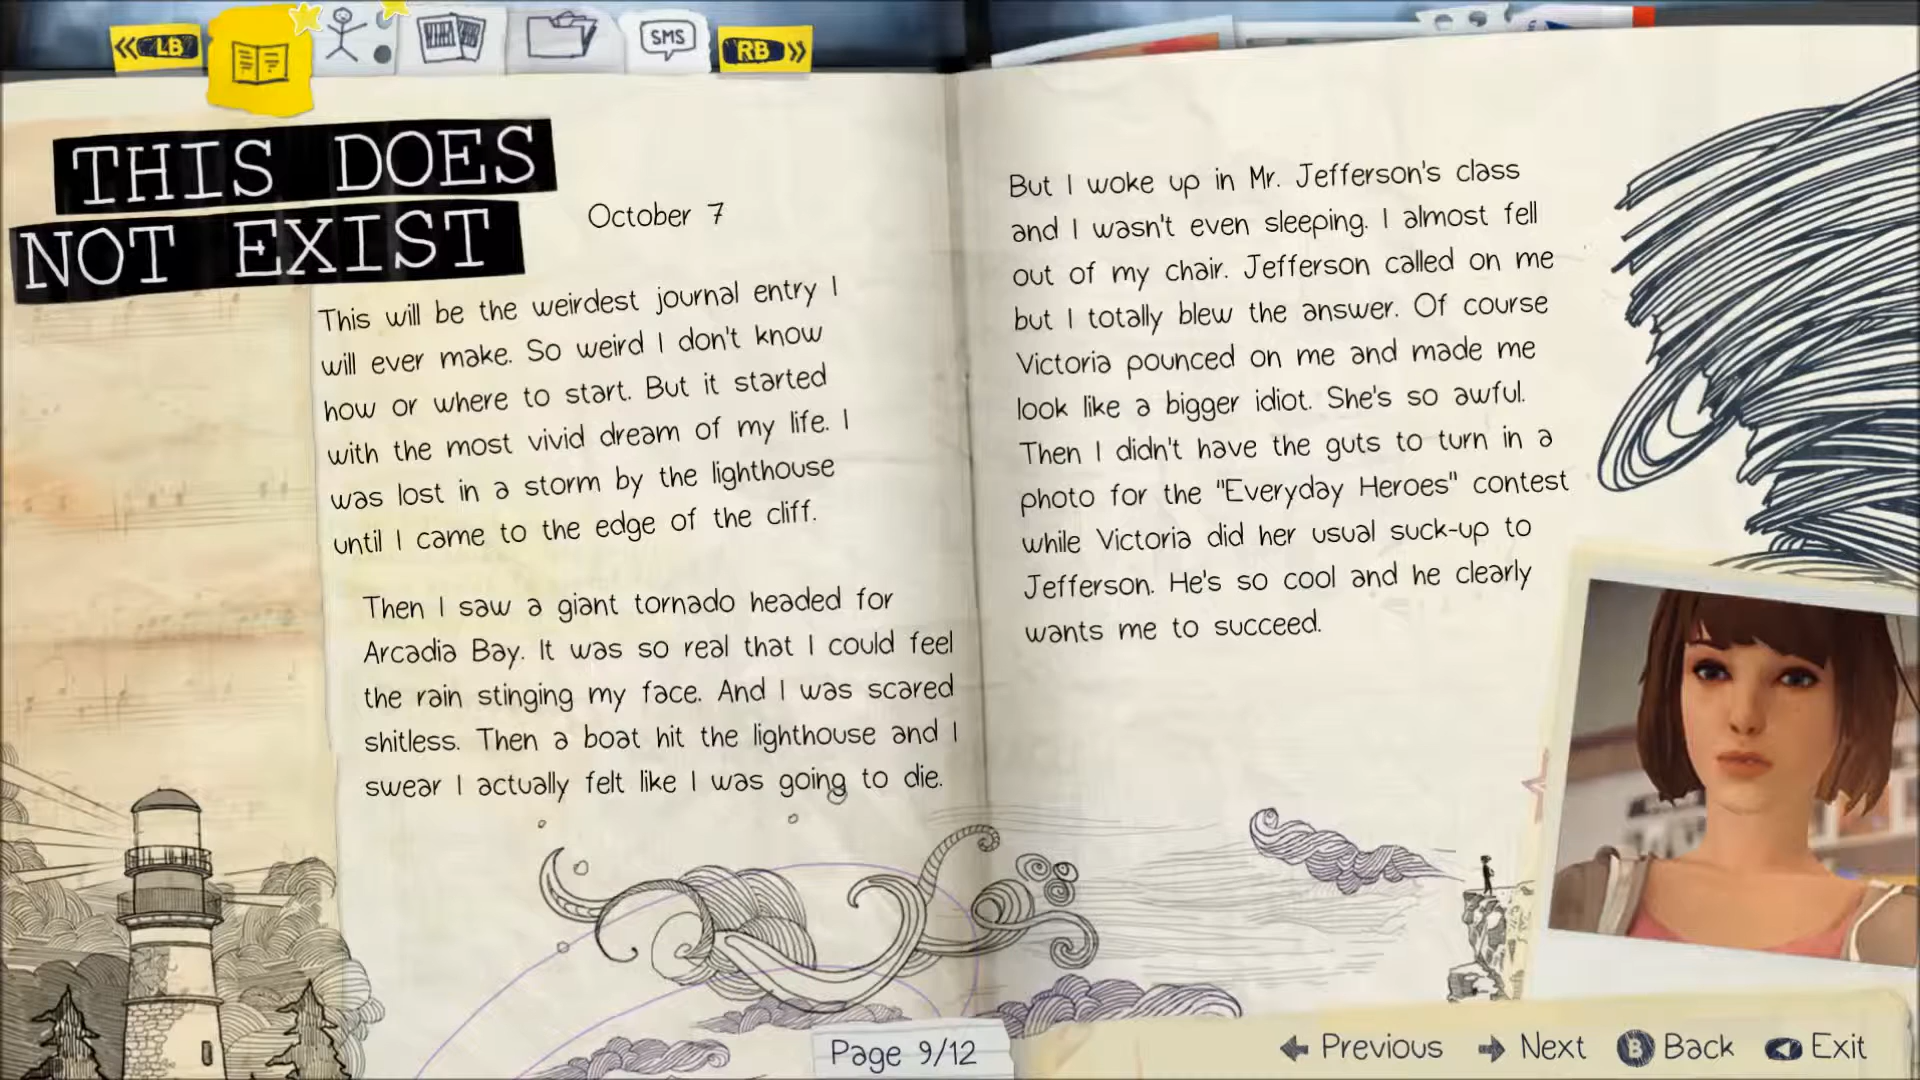 LB
SMS
RB
THIS DOES
NOT EXIST
October 7
This will be the weirdest journal entry I
will ever make. So weird I don't know
how or where to start. But it started
with the most vivid dream of my life. I
was lost in a storm by the lighthouse
until I came to the edge of the cliff.
Then I saw a giant tornado headed for
Arcadia Bay. It was so real that I could feel
the rain stinging my face. And I was scared
shitless. Then a boat hit the lighthouse and I
swear I actually felt like I was going to die.
But I woke up in Mr. Jefferson's class
and I wasn't even sleeping. I almost fell
out of my chair. Jefferson called on me
but I totally blew the answer. Of course
Victoria pounced on me and made me
look like a bigger idiot. She's so awful.
Then I didn't have the guts to turn in a
photo for the "Everyday Heroes" contest
while Victoria did her usual suck-up to
Jefferson. He's so cool and he clearly
wants me to succeed.
Page 9/12
Previous
Next
B Back
Exit